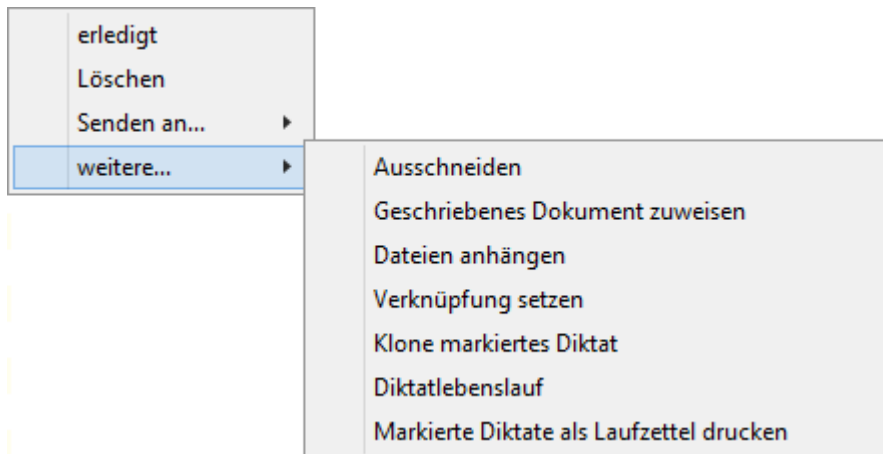 erledigt
Löschen
Senden an...
weitere...
Ausschneiden
Geschriebenes Dokument zuweisen
Dateien anhängen
Verknüpfung setzen
Klone markiertes Diktat
Diktatlebenslauf
Markierte Diktate als Laufzettel drucken